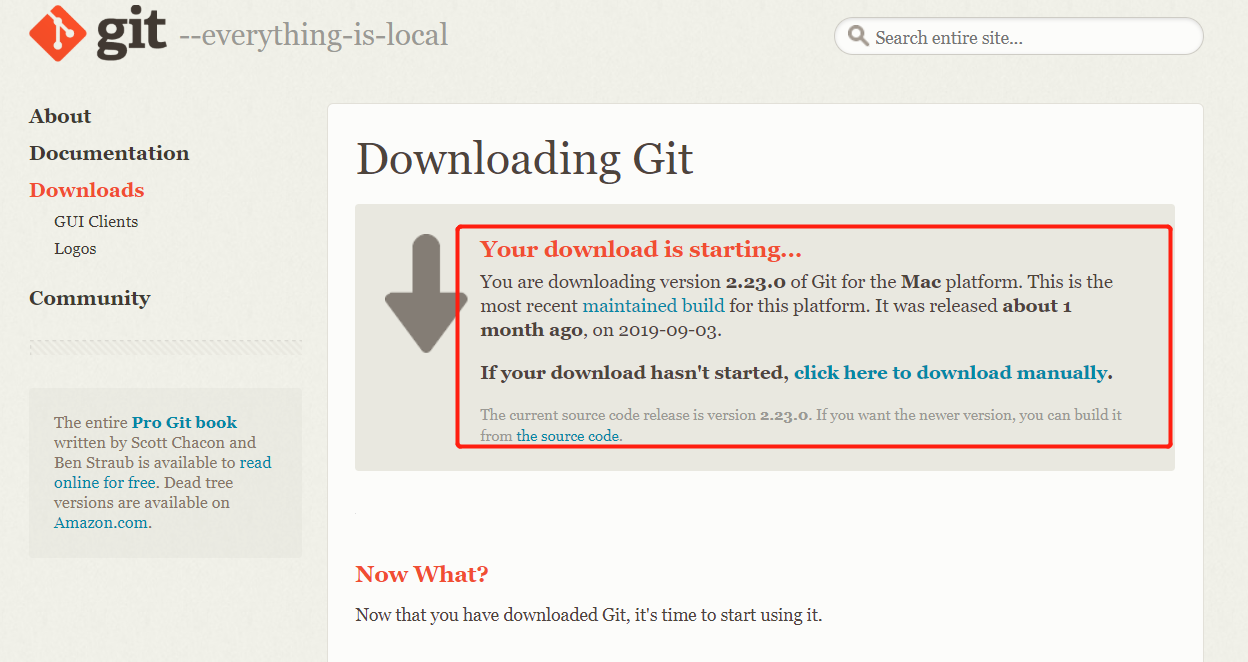 git --everything-is-local
Search entire site...
About
Documentation
Downloads
GUI Clients
Logos
Community
The entire Pro Git book
written by Scott Chacon and
Ben Straub is available to read
online for free. Dead tree
versions are available on
Amazon.com.
Downloading Git
Your download is starting...
You are downloading version 2.23.0 of Git for the Mac platform. This is the
most recent maintained build for this platform. It was released about 1
month ago, on 2019-09-03.
If your download hasn't started, click here to download manually.
The current source code release is version 2.23.0. If you want the newer version, you can build it
from the source code.
Now What?
Now that you have downloaded Git, it's time to start using it.